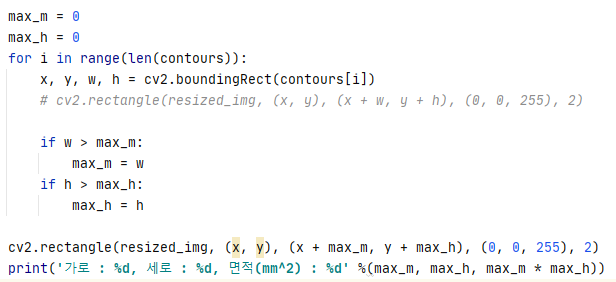 max_m = 0
max_h = 0
for i in range(len(contours)):
    x, y, w, h = cv2.boundingRect(contours[i])
    # cv2.rectangle(resized_img, (x, y), (x + w, y + h), (0, 0, 255), 2)
    if w > max_m:
        max_m = w
    if h > max_h:
        max_h = h
cv2.rectangle(resized_img, (x, y), (x + max_m, y + max_h), (0, 0, 255), 2)
print('가로 : %d, 세로 : %d, 면적(mm^2) : %d' %(max_m, max_h, max_m * max_h))